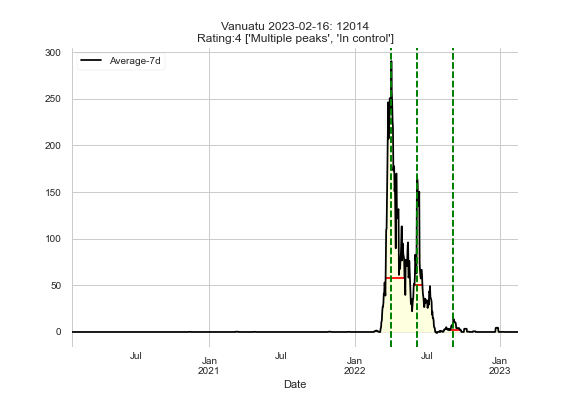 Vanuatu 2023-02-16: 12014
Rating:4 ['Multiple peaks', 'In control']
Average-7d
300
250
200
150
100
50
0
Jul
Jan
2021
Jul
Jan
2022
Jul
Jan
2023
Date